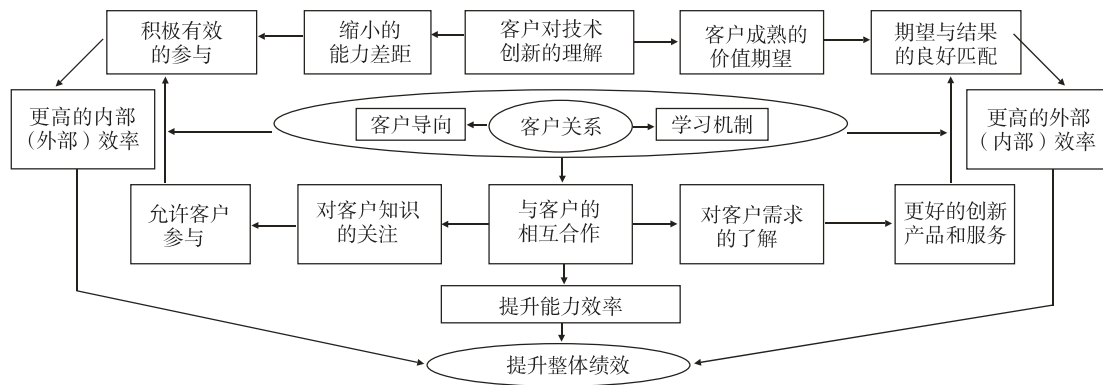 积极有效
的参与
缩小的
能力差距
客户对技术
创新的理解
客户成熟的
价值期望
期望与结果
的良好匹配
更高的内部
（外部）效率
客户导向
客户关系
学习机制
更高的外部
（内部）效率
允许客户
参与
对客户知识
的关注
与客户的
相互合作
对客户需求
的了解
更好的创新
产品和服务
提升能力效率
提升整体绩效